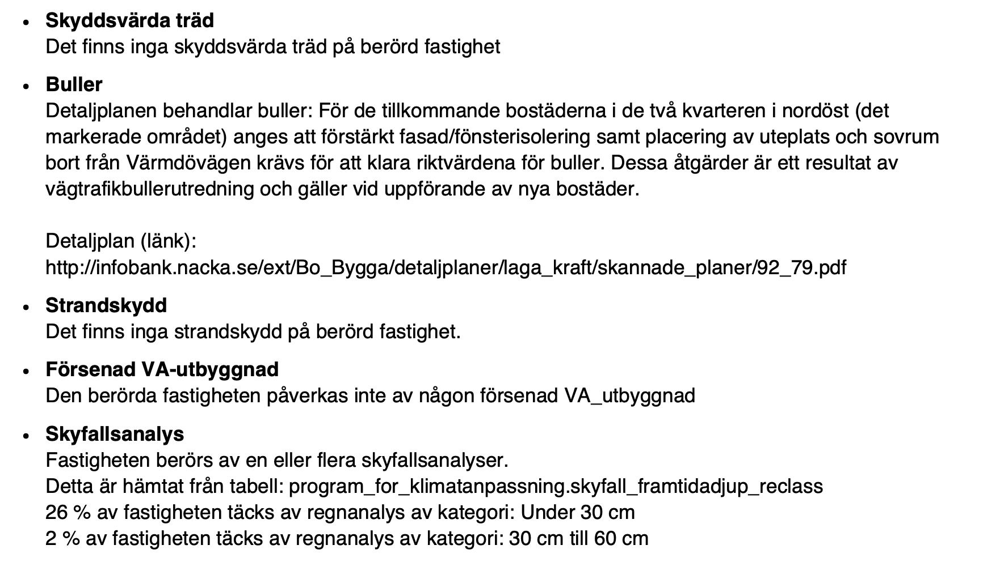 • Skyddsvärda träd
Det finns inga skyddsvärda träd på berörd fastighet
• Buller
Detaljplanen behandlar buller: För de tillkommande bostäderna i de två kvarteren i nordöst (det
markerade området) anges att förstärkt fasad/fönsterisolering samt placering av uteplats och sovrum
bort från Värmdövägen krävs för att klara riktvärdena för buller. Dessa åtgärder är ett resultat av
vägtrafikbullerutredning och gäller vid uppförande av nya bostäder.
Detaljplan (länk):
http://infobank.nacka.se/ext/Bo_Bygga/detaljplaner/laga_kraft/skannade_planer/92_79.pdf
• Strandskydd
Det finns inga strandskydd på berörd fastighet.
• Försenad VA-utbyggnad
Den berörda fastigheten påverkas inte av någon försenad VA_utbyggnad
• Skyfallsanalys
Fastigheten berörs av en eller flera skyfallsanalyser.
Detta är hämtat från tabell: program_for_klimatanpassning.skyfall_framtidadjup_reclass
26 % av fastigheten täcks av regnanalys av kategori: Under 30 cm
2 % av fastigheten täcks av regnanalys av kategori: 30 cm till 60 cm